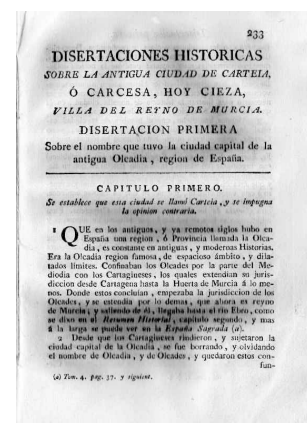 233
DISERTACIONES HISTORICAS
SOBRE LA ANTIGUA CIUDAD DE CARTEIA,
Ó CARCESA, HOY CIEZA,
VILLA DEL REYNO DE MURCIA.
DISERTACION PRIMERA
Sobre el nombre que tuvo la ciudad capital de la
antigua Olcadia, region de España.
CAPITULO PRIMERO.
Se establece que esta ciudad se llamó Carteia, y se impugna
la opinion contraria.
1 QUE en los antiguos, y ya remotos siglos hubo en
España una region, ó Provincia llamada la Olca-
dia, es constante en antiguas, y modernas Historias.
Era la Olcadia region famosa, de espacioso ámbito, y dila-
tados límites. Confinaban los Olcades por la parte del Me-
diodia con los Cartagineses, los quales extendian su juris-
diccion desde Cartagena hasta la Huerta de Murcia á lo me-
nos. Donde estos concluian, empezaba la jurisdiccion de los
Olcades, y se extendia por lo demas, que ahora es reyno
de Murcia; y saliendo de él, llegaba hasta el rio Ebro, como
se dixo en el Resumen Historial, capítulo segundo, y mas
á la larga se puede ver en la España Sagrada (a).
2 Desde que los Cartagineses rindieron, y sujetaron la
ciudad capital de la Olcadia, se fue borrando, y olvidando
el nombre de Olcadia, y de Olcades, y quedaron estos con-
fun-
(a) Tom. 4. pag. 37. y siguient.